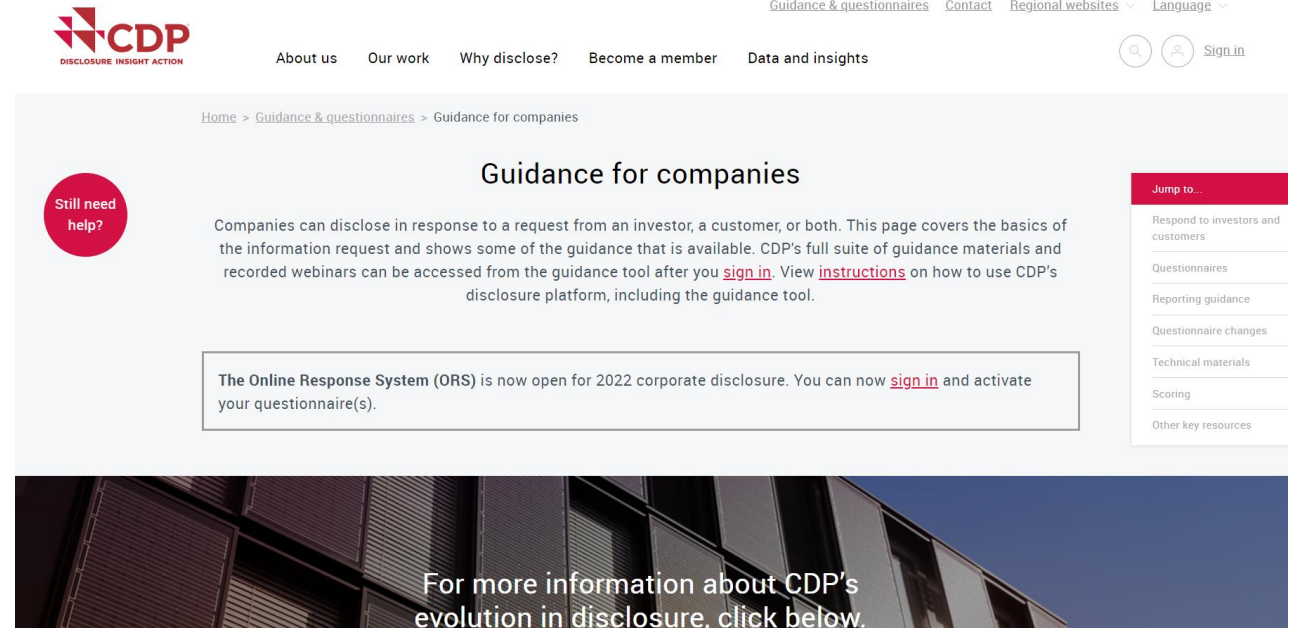 Guidance & questionnaires Contact Regional websites Language
CDP
DISCLOSURE INSIGHT ACTION
About us Our work Why disclose? Become a member Data and insights
Sign in
Home > Guidance & questionnaires > Guidance for companies
Guidance for companies
Still need
help?
Companies can disclose in response to a request from an investor, a customer, or both. This page covers the basics of
the information request and shows some of the guidance that is available. CDP's full suite of guidance materials and
recorded webinars can be accessed from the guidance tool after you sign in. View instructions on how to use CDP's
disclosure platform, including the guidance tool.
The Online Response System (ORS) is now open for 2022 corporate disclosure. You can now sign in and activate
your questionnaire(s).
Jump to...
Respond to investors and
customers
Questionnaires
Reporting guidance
Questionnaire changes
Technical materials
Scoring
Other key resources
For more information about CDP's
evolution in disclosure, click below.